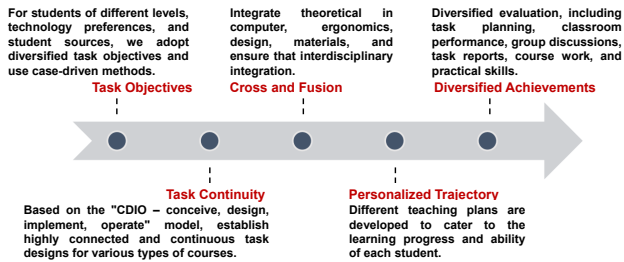 For students of different levels,
technology preferences, and
student sources, we adopt
diversified task objectives and
use case-driven methods.
Task Objectives
Integrate theoretical in
computer, ergonomics,
design, materials, and
ensure that interdisciplinary
integration.
Cross and Fusion
Diversified evaluation, including
task planning, classroom
performance, group discussions,
task reports, course work, and
practical skills.
Diversified Achievements
Task Continuity
Based on the "CDIO – conceive, design,
implement, operate" model, establish
highly connected and continuous task
designs for various types of courses.
Personalized Trajectory
Different teaching plans are
developed to cater to the
learning progress and ability
of each student.